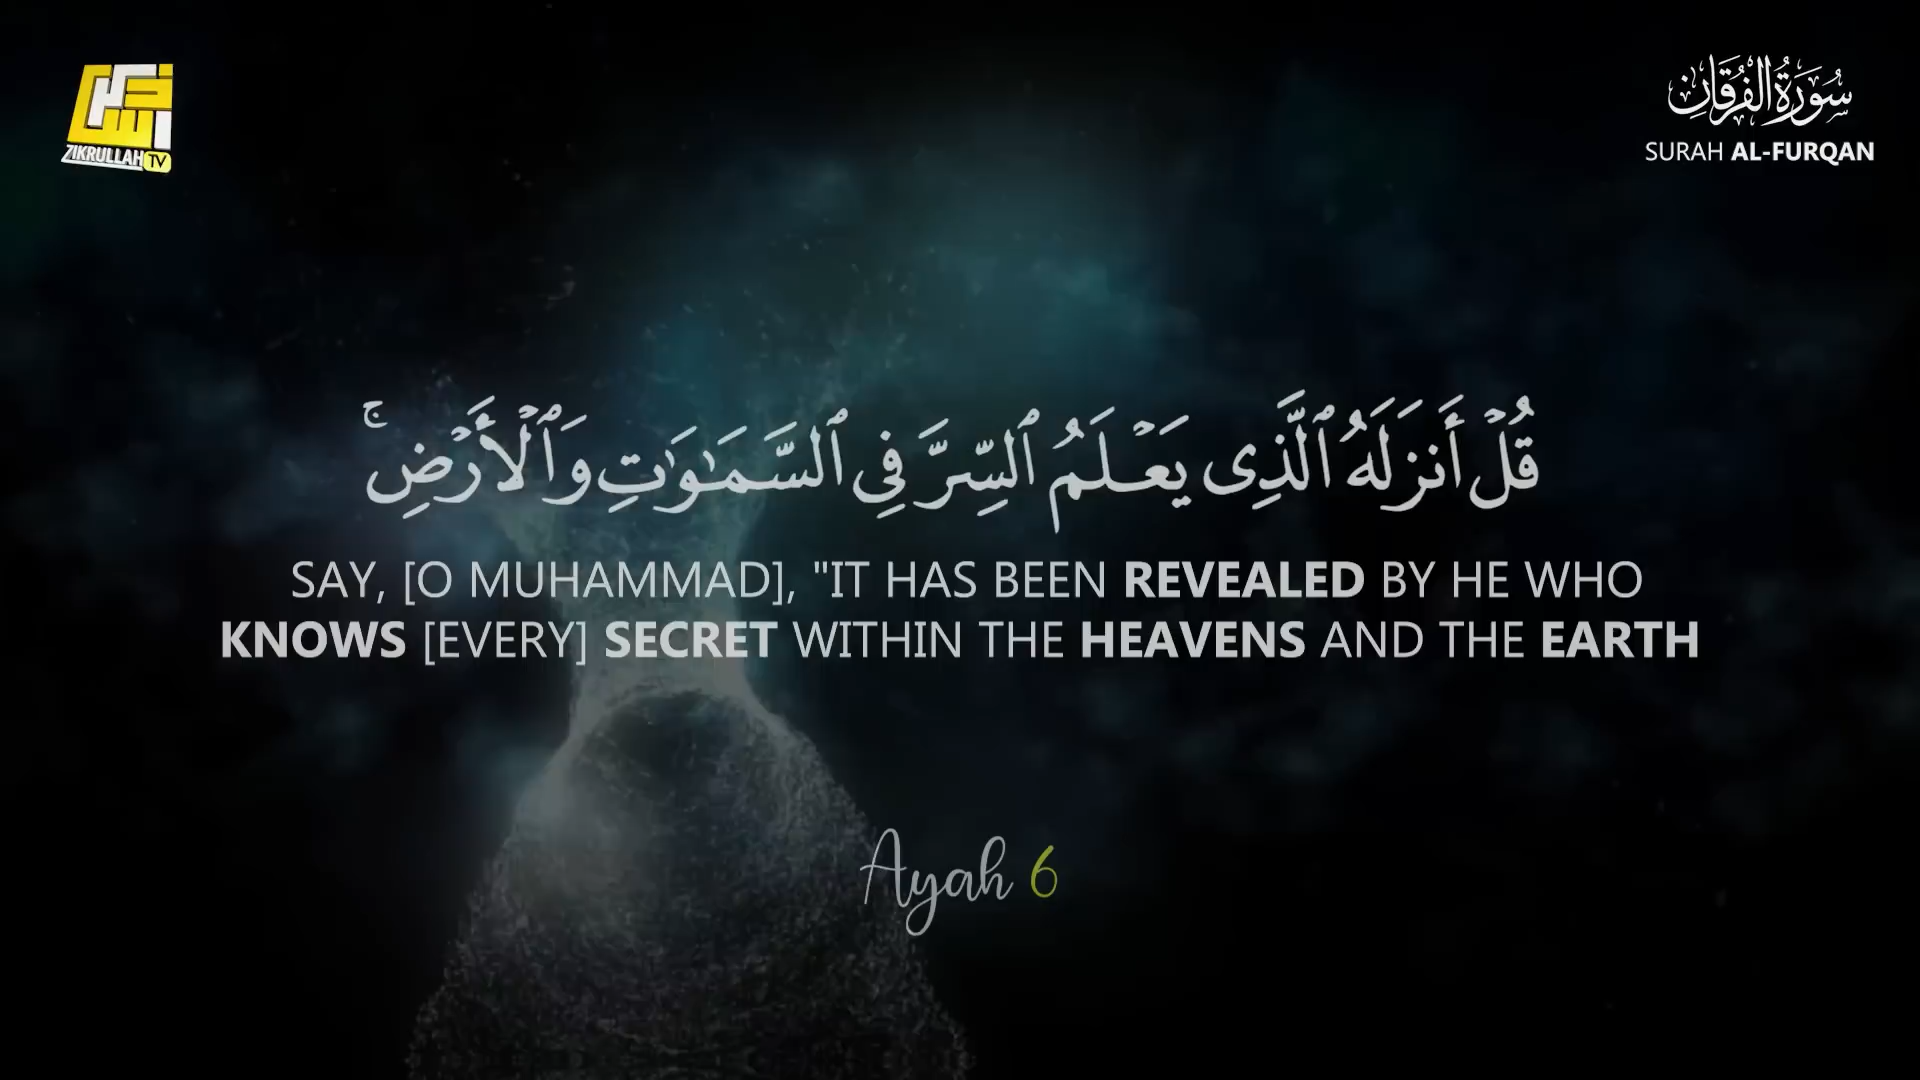 ZIKRULLAH TV
سُورَةُ الْفُرْقَانِ
SURAH AL-FURQAN
قُلْ أَنزَلَهُ ٱلَّذِى يَعْلَمُ ٱلسِّرَّ فِى ٱلسَّمَٰوَٰتِ وَٱلْأَرْضِ ۚ
SAY, [O MUHAMMAD], "IT HAS BEEN REVEALED BY HE WHO
KNOWS [EVERY] SECRET WITHIN THE HEAVENS AND THE EARTH
Ayah 6